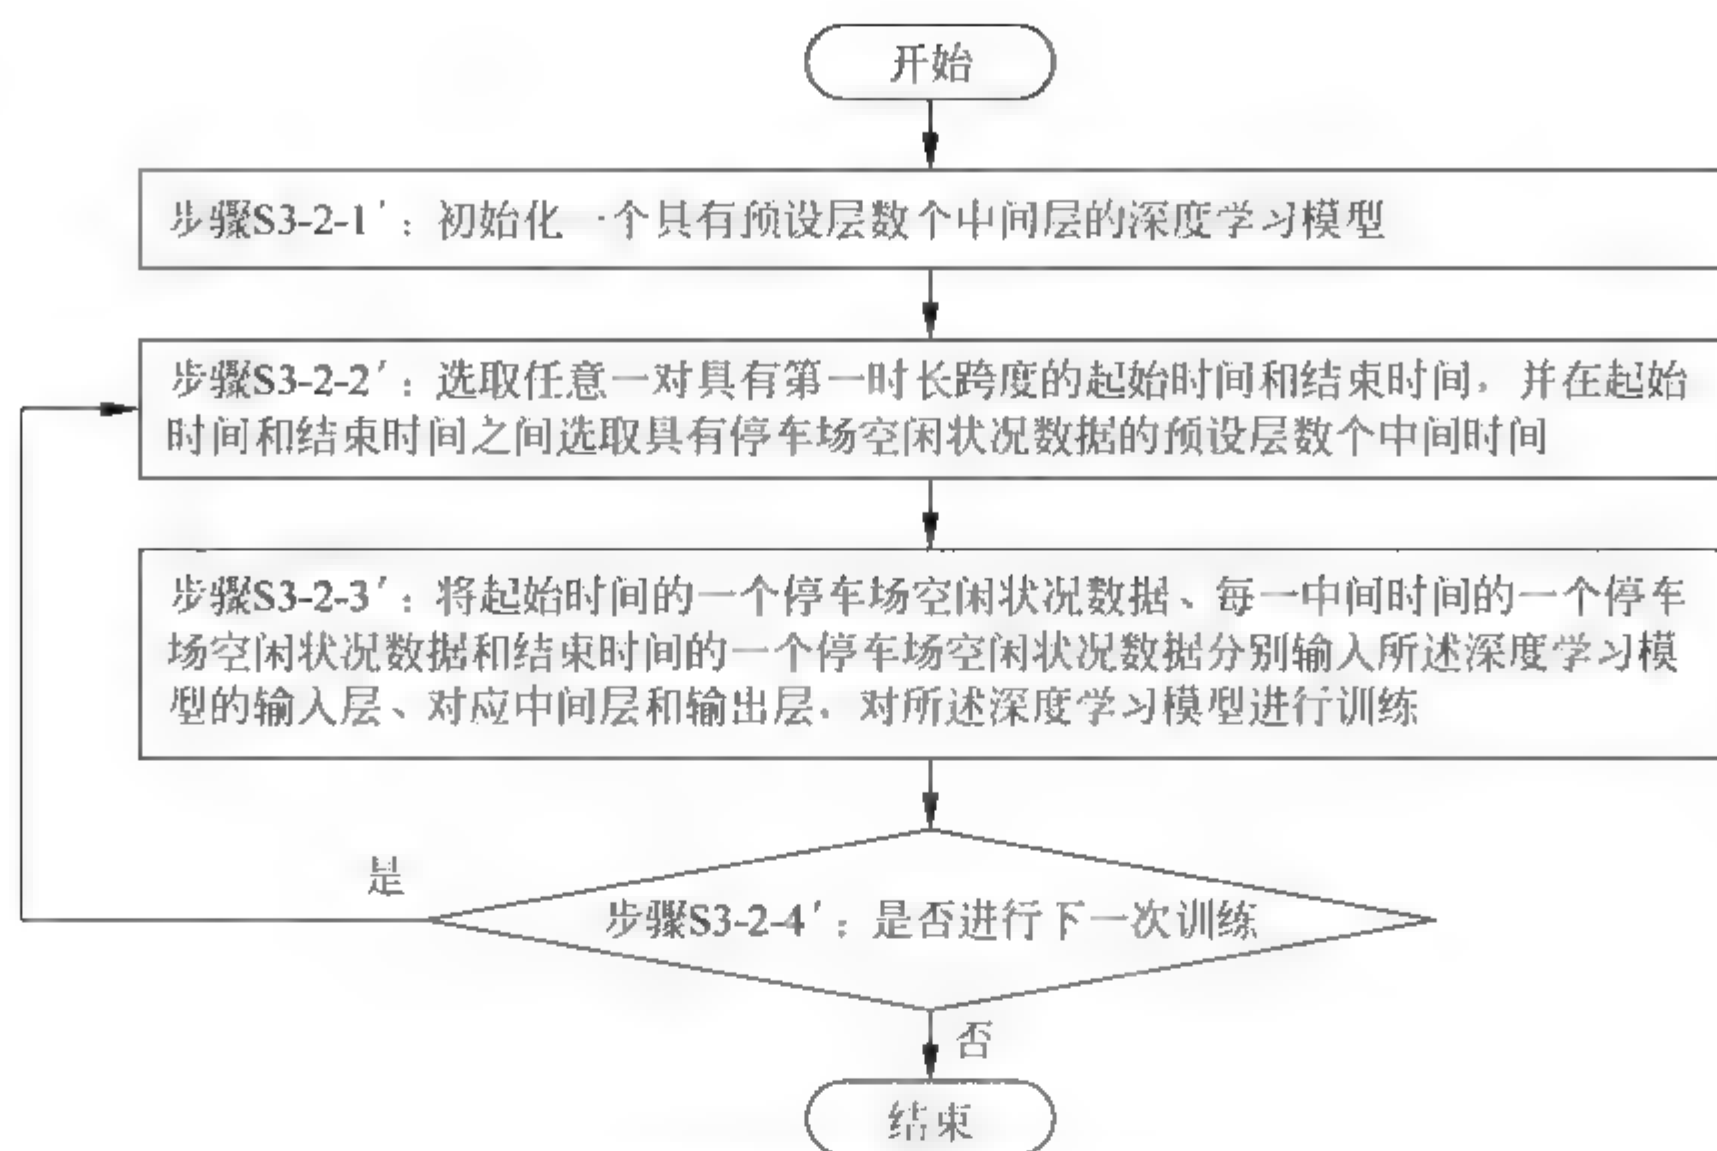 开始
步骤S3-2-1′：初始化一个具有预设层数个中间层的深度学习模型
步骤S3-2-2′：选取任意一对具有第一时长跨度的起始时间和结束时间，并在起始
时间和结束时间之间选取具有停车场空闲状况数据的预设层数个中间时间
步骤S3-2-3′：将起始时间的一个停车场空闲状况数据、每一中间时间的一个停车
场空闲状况数据和结束时间的一个停车场空闲状况数据分别输入所述深度学习模
型的输入层、对应中间层和输出层，对所述深度学习模型进行训练
是
步骤S3-2-4′：是否进行下一次训练
否
结束